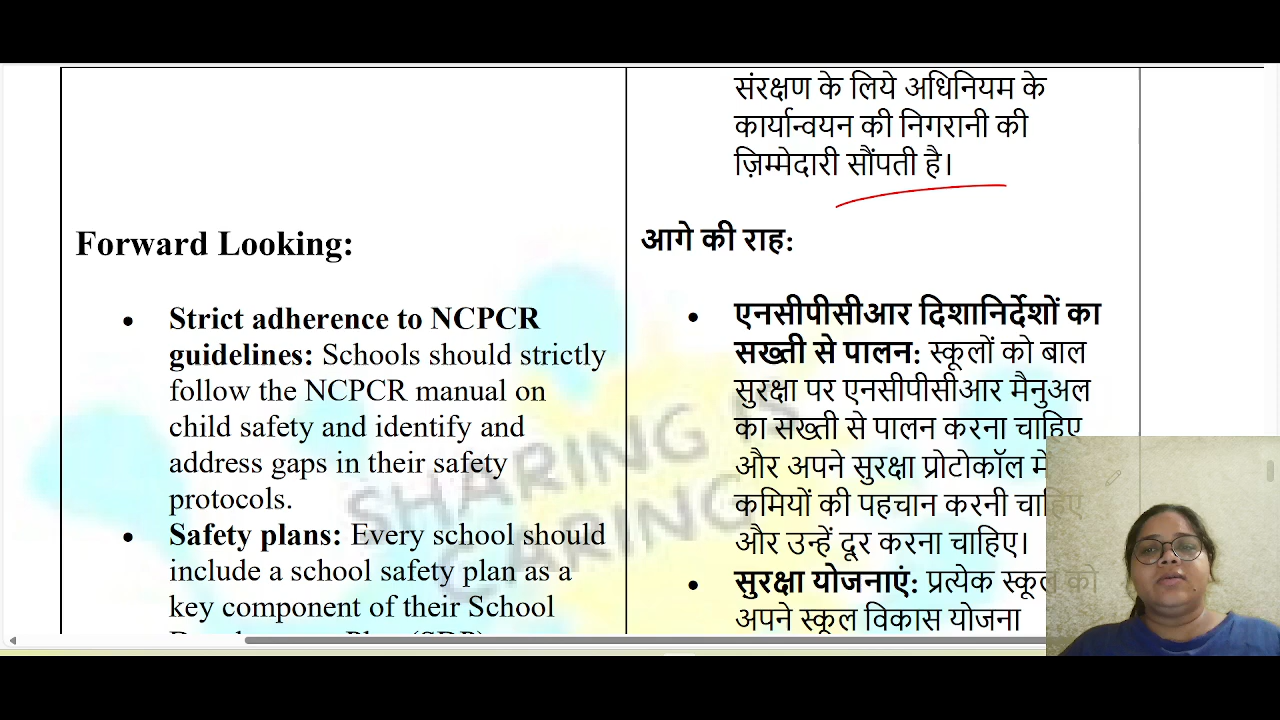 संरक्षण के लिये अधिनियम के
कार्यान्वयन की निगरानी की
ज़िम्मेदारी सौंपती है।
Forward Looking:
• Strict adherence to NCPCR
guidelines: Schools should strictly
follow the NCPCR manual on
child safety and identify and
address gaps in their safety
protocols.
• Safety plans: Every school should
include a school safety plan as a
key component of their School
आगे की राह:
• एनसीपीसीआर दिशानिर्देशों का
सख्ती से पालन: स्कूलों को बाल
सुरक्षा पर एनसीपीसीआर मैनुअल
का सख्ती से पालन करना चाहिए
और अपने सुरक्षा प्रोटोकॉल में
कमियों की पहचान करनी चाहिए
और उन्हें दूर करना चाहिए।
• सुरक्षा योजनाएं: प्रत्येक स्कूल को
अपने स्कूल विकास योजना
SHARING IS
CARING